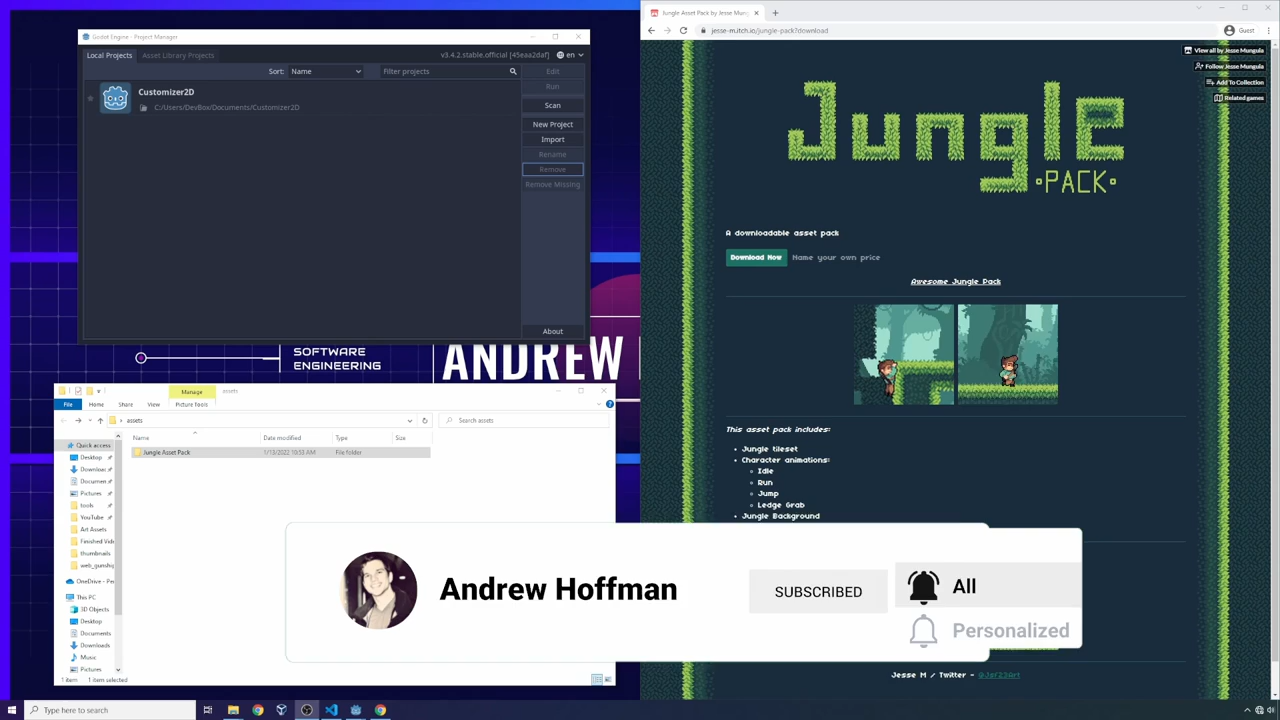 Godot Engine - Project Manager
Local Projects
Asset Library Projects
v3.4.2.stable.official [45eaa2daf]
en
Sort:
Name
Filter projects
Edit
Run
Scan
New Project
Import
Rename
Remove
Remove Missing
About
Customizer2D
C:/Users/DevBox/Documents/Customizer2D
SOFTWARE
ENGINEERING
ANDREW
Manage
assets
File
Home
Share
View
Picture Tools
assets
Search assets
Name
Date modified
Type
Size
Jungle Asset Pack
1/13/2022 10:53 AM
File folder
Quick access
Desktop
Downloac
Documen
Pictures
tools
YouTube
Art Assets
Finished Vid
thumbnails
web_gunsh
OneDrive - Pe
This PC
3D Objects
Desktop
Documents
Downloads
Music
Pictures
1 item
1 item selected
Jungle Asset Pack by Jesse Mun
jesse-m.itch.io/jungle-pack?download
Guest
View all by Jesse Munguia
Follow Jesse Munguia
Add To Collection
Related games
Jungle
·PACK·
A downloadable asset pack
Download Now
Name your own price
Awesome Jungle Pack
This asset pack includes:
Jungle tileset
Character animations:
Idle
Run
Jump
Ledge Grab
Jungle Background
Andrew Hoffman
SUBSCRIBED
All
Personalized
Jesse M / Twitter -
Type here to search